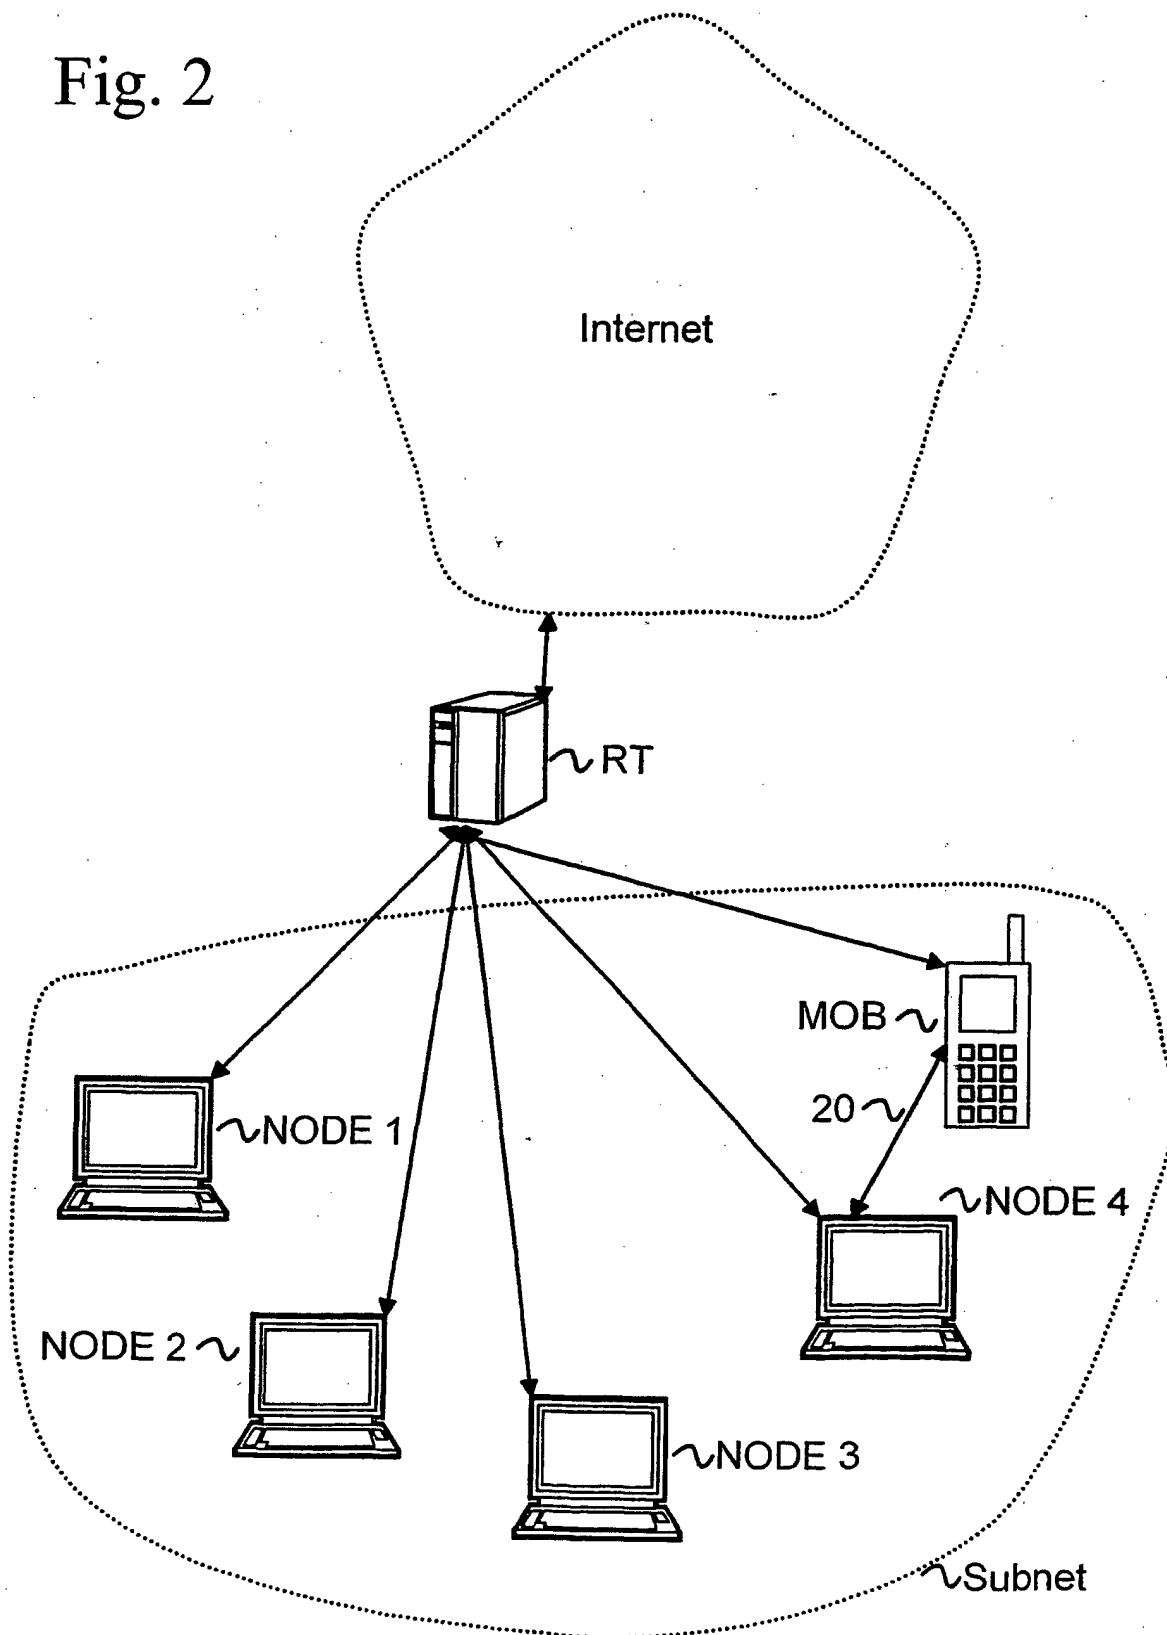 Fig. 2
Internet
RT
MOB
20
NODE 1
NODE 4
NODE 2
NODE 3
Subnet